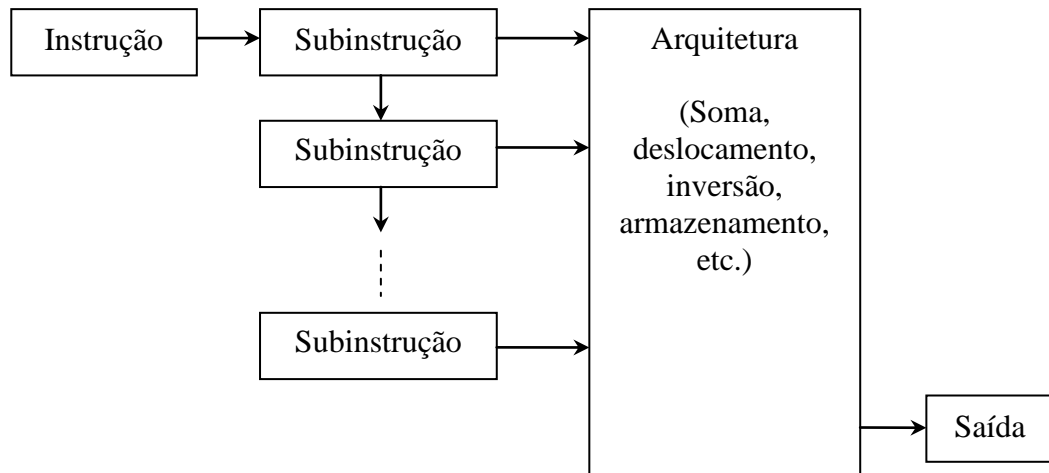 Instrução
Subinstrução
Subinstrução
Subinstrução
Arquitetura
(Soma,
deslocamento,
inversão,
armazenamento,
etc.)
Saída